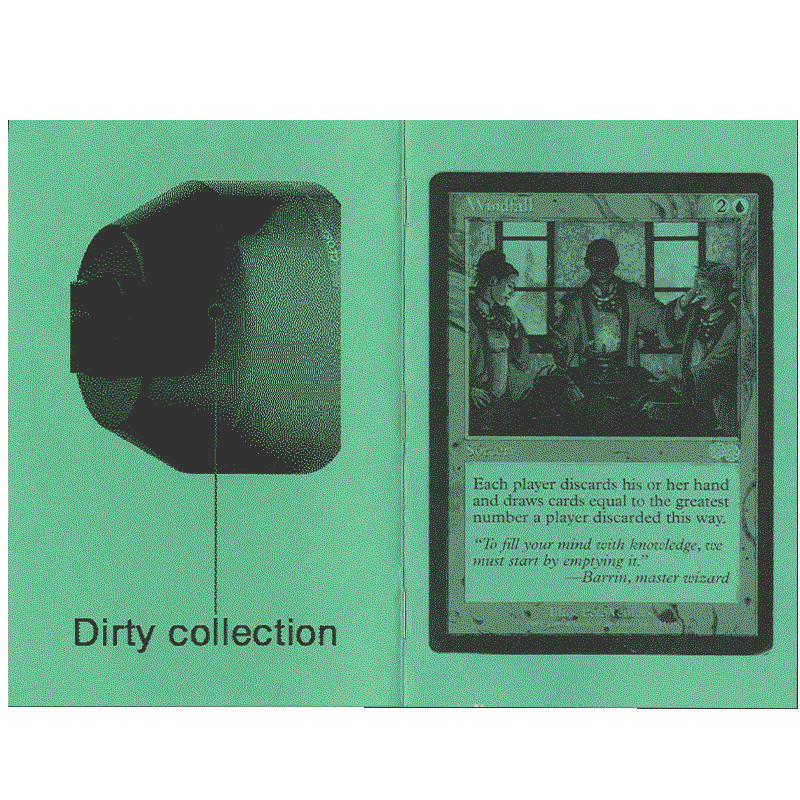 Dirty collection
Windfall
2
Sorcery
Each player discards his or her hand
and draws cards equal to the greatest
number a player discarded this way.
“To fill your mind with knowledge, we
must start by emptying it.”
—Barrin, master wizard